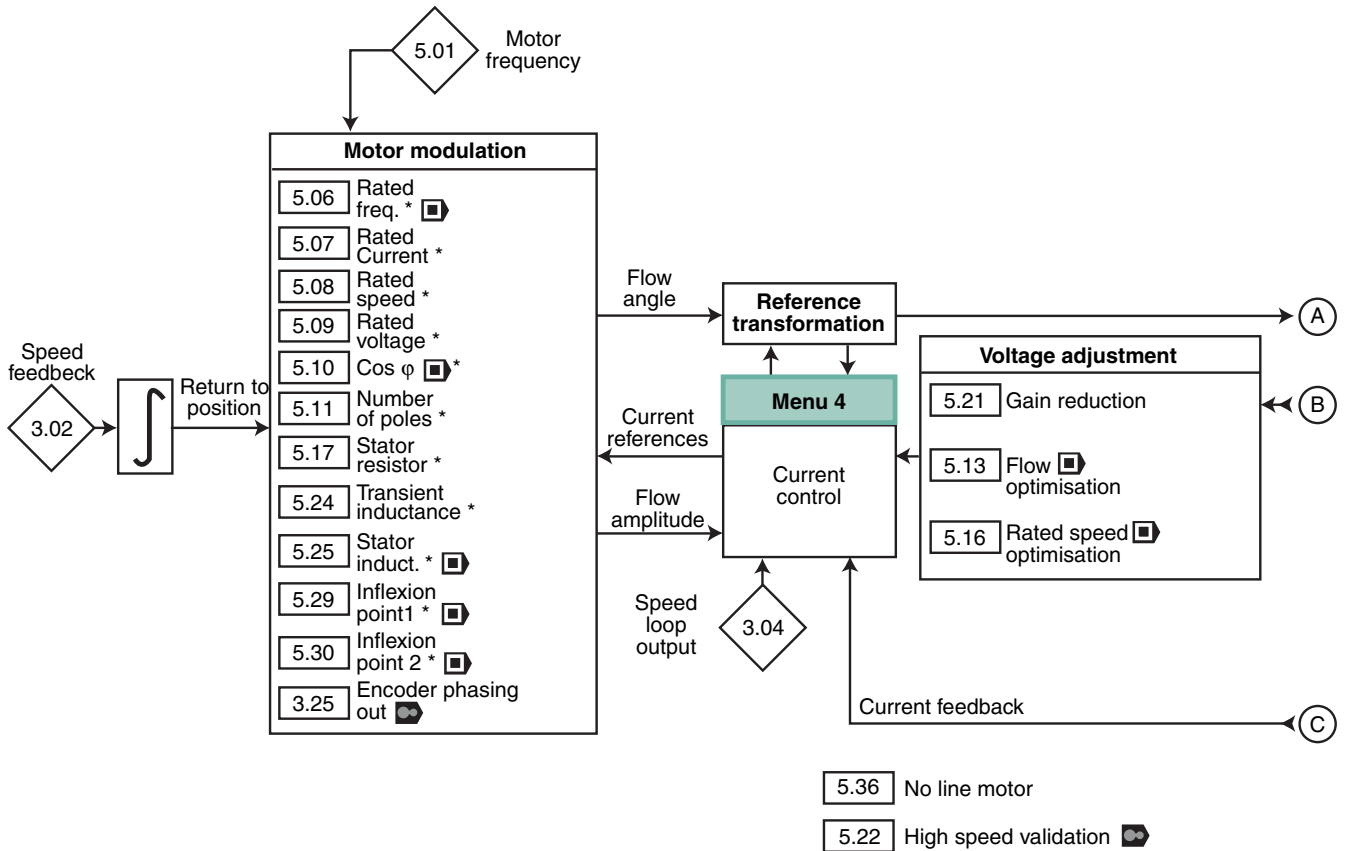 5.01
Motor
frequency
Motor modulation
5.06 Rated
freq. *
5.07 Rated
Current *
5.08 Rated
speed *
5.09 Rated
voltage *
5.10 Cos φ *
5.11 Number
of poles *
5.17 Stator
resistor *
5.24 Transient
inductance *
5.25 Stator
induct. *
5.29 Inflexion
point1 *
5.30 Inflexion
point 2 *
3.25 Encoder phasing
out
Speed
feedbeck
3.02
∫
Return to
position
Flow
angle
Current
references
Flow
amplitude
Reference
transformation
Menu 4
Current
control
Speed
loop
output
3.04
Voltage adjustment
5.21 Gain reduction
5.13 Flow
optimisation
5.16 Rated speed
optimisation
A
B
Current feedback
C
5.36 No line motor
5.22 High speed validation